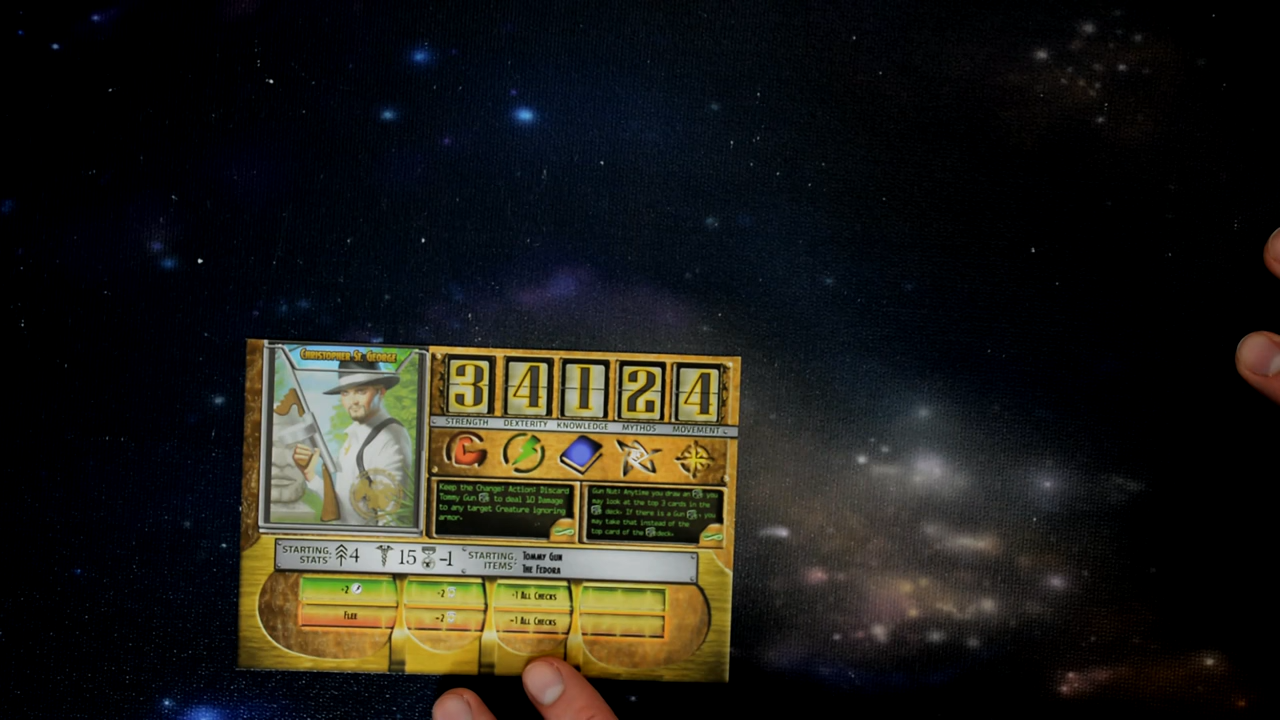 Christopher St. George
3 4 1 2 4
STRENGTH DEXTERITY KNOWLEDGE MYTHOS MOVEMENT
Keep the Change: Action: Discard
Tommy Gun to deal 10 Damage
to any target Creature ignoring
armor.
Gun Nut: Anytime you draw an you
may look at the top 3 cards in the
deck. If there is a Gun , you
may take that instead of the
top card of the deck.
STARTING STATS 4 15 -1
STARTING ITEMS Tommy Gun
The Fedora
-2 -2 -1 All Checks
Flee -2 -1 All Checks